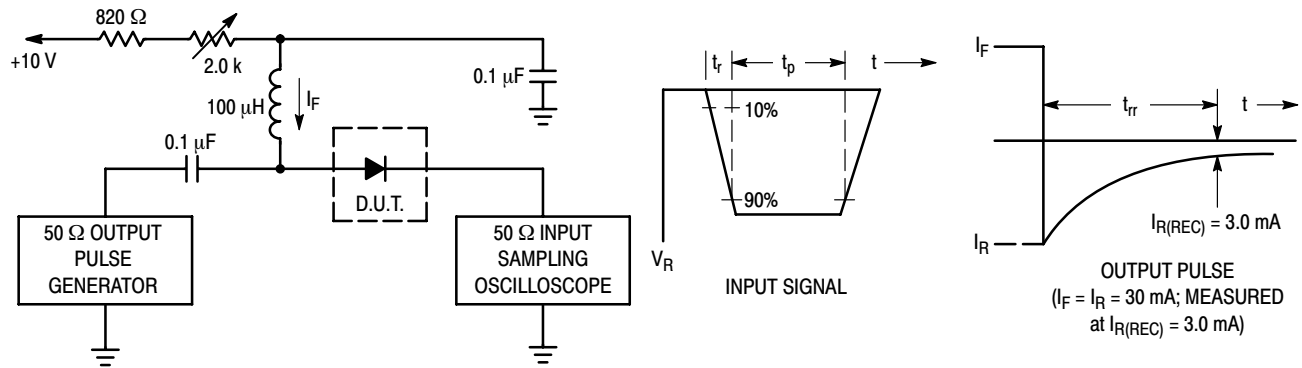 820 Ω
+10 V
2.0 k
100 μH
I_F
0.1 μF
0.1 μF
D.U.T.
50 Ω OUTPUT
PULSE
GENERATOR
50 Ω INPUT
SAMPLING
OSCILLOSCOPE
t_r
t_p
t
10%
90%
V_R
INPUT SIGNAL
I_F
t_rr
t
I_R
I_R(REC) = 3.0 mA
OUTPUT PULSE
(I_F = I_R = 30 mA; MEASURED
at I_R(REC) = 3.0 mA)